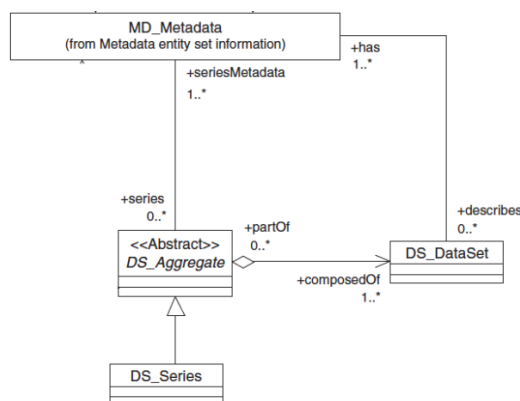 MD_Metadata
(from Metadata entity set information)
+has
1..*
+seriesMetadata
1..*
+series
0..*
+describes
0..*
<<Abstract>>
DS_Aggregate
+partOf
0..*
DS_DataSet
+composedOf
1..*
DS_Series